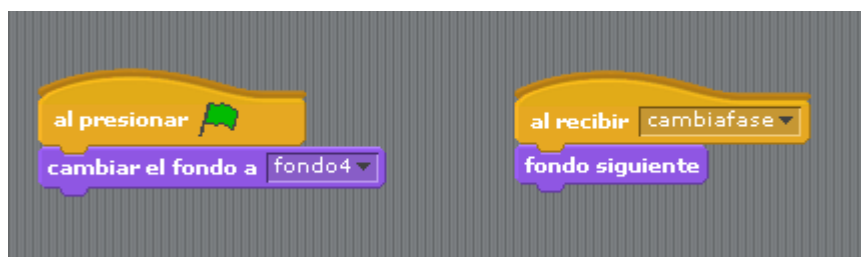 al presionar
cambiar el fondo a fondo4
al recibir cambiafase
fondo siguiente